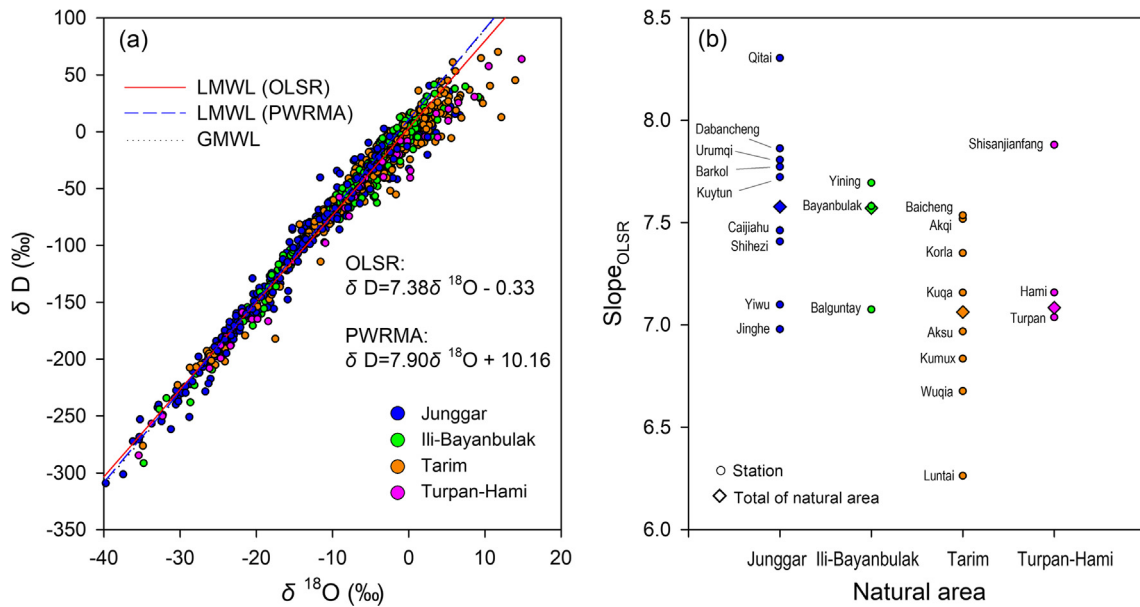 (a)
LMWL (OLSR)
LMWL (PWRMA)
GMWL
OLSR:
δ D=7.38δ ¹⁸O - 0.33
PWRMA:
δ D=7.90δ ¹⁸O + 10.16
Junggar
Ili-Bayanbulak
Tarim
Turpan-Hami
100
50
0
-50
-100
-150
-200
-250
-300
-350
δ D (‰)
-40 -30 -20 -10 0 10 20
δ ¹⁸O (‰)
(b)
8.5
8.0
7.5
7.0
6.5
6.0
Slope_OLSR
Qitai
Dabancheng
Urumqi
Barkol
Kuytun
Caijiahu
Shihezi
Yiwu
Jinghe
Yining
Bayanbulak
Balguntay
Baicheng
Akqi
Korla
Kuqa
Aksu
Kumux
Wuqia
Luntai
Shisanjianfang
Hami
Turpan
Station
Total of natural area
Junggar Ili-Bayanbulak Tarim Turpan-Hami
Natural area